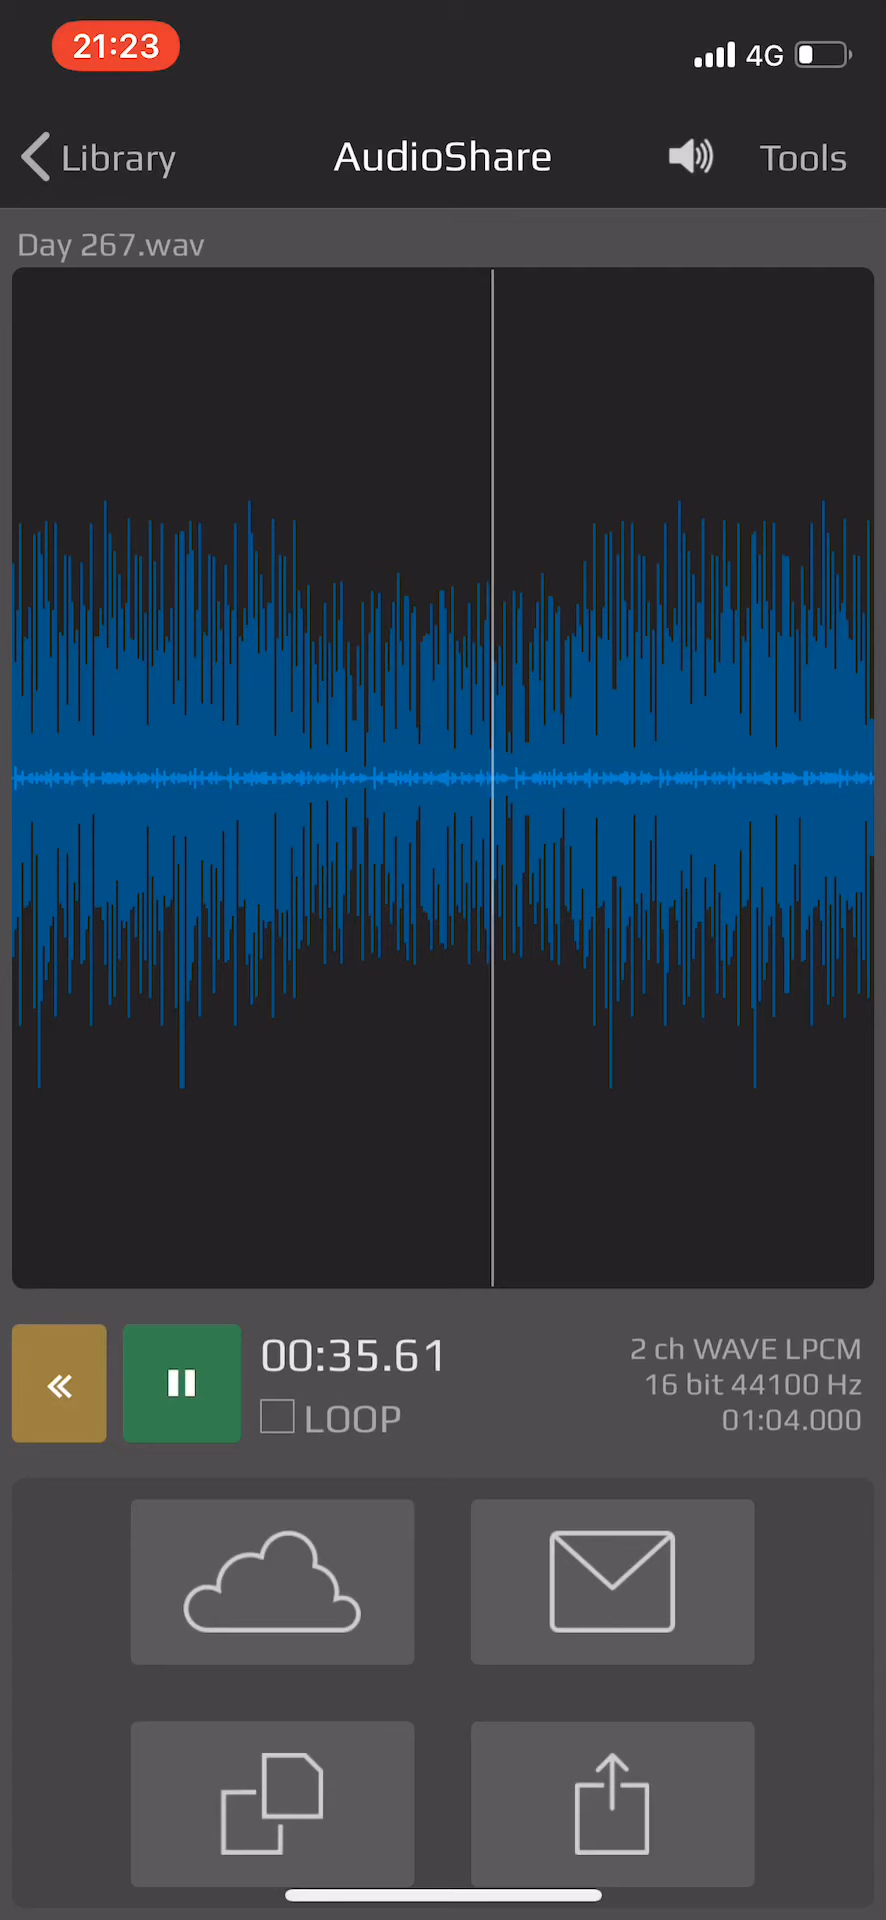 21:23
4G
Library
AudioShare
Tools
Day 267.wav
00:35.61
LOOP
2 ch WAVE LPCM
16 bit 44100 Hz
01:04.000